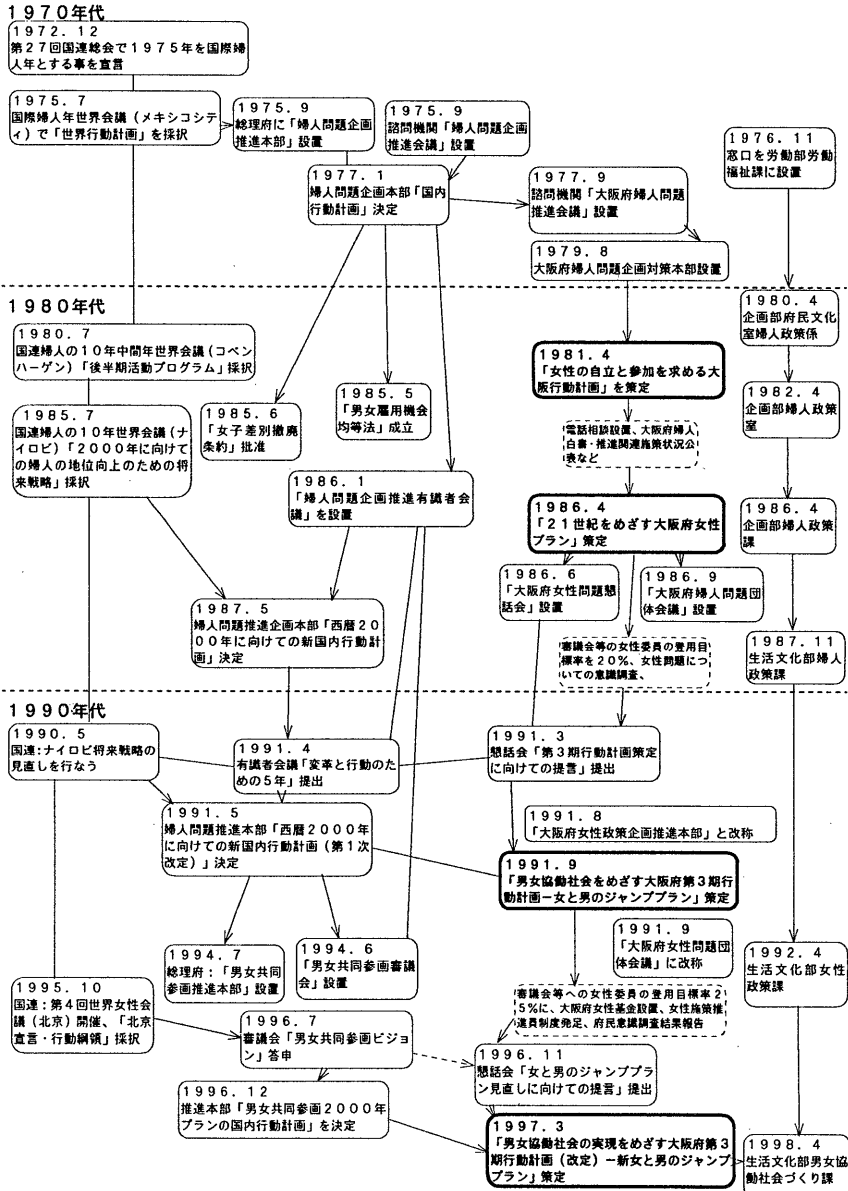 1970年代
1972.12
第27回国連総会で1975年を国際婦
人年とする事を宣言
1975.7
国際婦人年世界会議（メキシコシテ
ィ）で「世界行動計画」を採択
1975.9
総理府に「婦人問題企画
推進本部」設置
1975.9
諮問機関「婦人問題企画
推進会議」設置
1976.11
窓口を労働部労働
福祉課に設置
1977.1
婦人問題企画本部「国内
行動計画」決定
1977.9
諮問機関「大阪府婦人問題
推進会議」設置
1979.8
大阪府婦人問題企画対策本部設置
1980年代
1980.7
国連婦人の10年中間年世界会議（コペン
ハーゲン）「後半期活動プログラム」採択
1980.4
企画部府民文化
室婦人政策係
1981.4
「女性の自立と参加を求める大
阪行動計画」を策定
1982.4
企画部婦人政策
室
1985.7
国連婦人の10年世界会議（ナ
イロビ）「2000年に向けて
の婦人の地位向上のための将
来戦略」採択
1985.6
「女子差別撤廃
条約」批准
1985.5
「男女雇用機会
均等法」成立
電話相談設置、大阪府婦人
白書・推進関連施策状況公
表など
1986.1
「婦人問題企画推進有識者会
議」を設置
1986.4
「21世紀をめざす大阪府女性
プラン」策定
1986.4
企画部婦人政策
課
1986.6
「大阪府女性問題懇
話会」設置
1986.9
「大阪府婦人問題団
体会議」設置
1987.5
婦人問題推進企画本部「西暦20
00年に向けての新国内行動計
画」決定
審議会等の女性委員の登用目
標率を20%、女性問題につ
いての意識調査、
1987.11
生活文化部婦人
政策課
1990年代
1990.5
国連：ナイロビ将来戦略の
見直しを行なう
1991.4
有識者会議「変革と行動のた
めの5年」提出
1991.3
懇話会「第3期行動計画策定
に向けての提言」提出
1991.5
婦人問題推進本部「西暦2000年
に向けての新国内行動計画（第1次
改定）」決定
1991.8
「大阪府女性政策企画推進本部」と改称
1991.9
「男女協働社会をめざす大阪府第3期行
動計画－女と男のジャンププラン」策定
1991.9
「大阪府女性問題団
体会議」に改称
1992.4
生活文化部女性
政策課
1994.7
総理府：「男女共同
参画推進本部」設置
1994.6
「男女共同参画審議
会」設置
1995.10
国連：第4回世界女性会
議（北京）開催、「北京
宣言・行動綱領」採択
審議会等への女性委員の登用目標率2
5%に、大阪府女性基金設置、女性施策推
進員制度発足、府民意識調査結果報告
1996.7
審議会「男女共同参画ビジョ
ン」答申
1996.11
懇話会「女と男のジャンププラ
ン見直しに向けての提言」提出
1996.12
推進本部「男女共同参画2000年
プランの国内行動計画」を決定
1997.3
「男女協働社会の実現をめざす大阪府第3
期行動計画（改定）－新女と男のジャンプ
プラン」策定
1998.4
生活文化部男女協
働社会づくり課